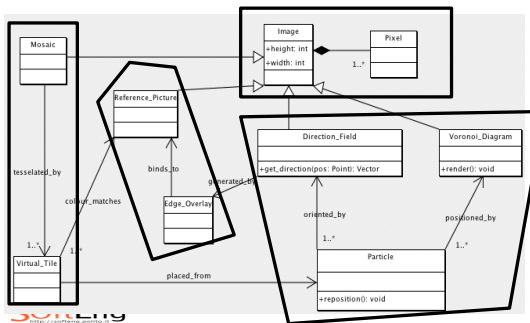 Mosaic
Image
+height: int
+width: int
Pixel
1..*
Reference_Picture
Direction_Field
+get_direction(pos: Point): Vector
Voronoi_Diagram
+render(): void
tesselated_by
binds_to
generated_by
colour_matches
Edge_Overlay
oriented_by
positioned_by
1..*
1..*
1..*
1..*
Virtual_Tile
placed_from
Particle
+reposition(): void
SoftEng
http://softeng.polito.it